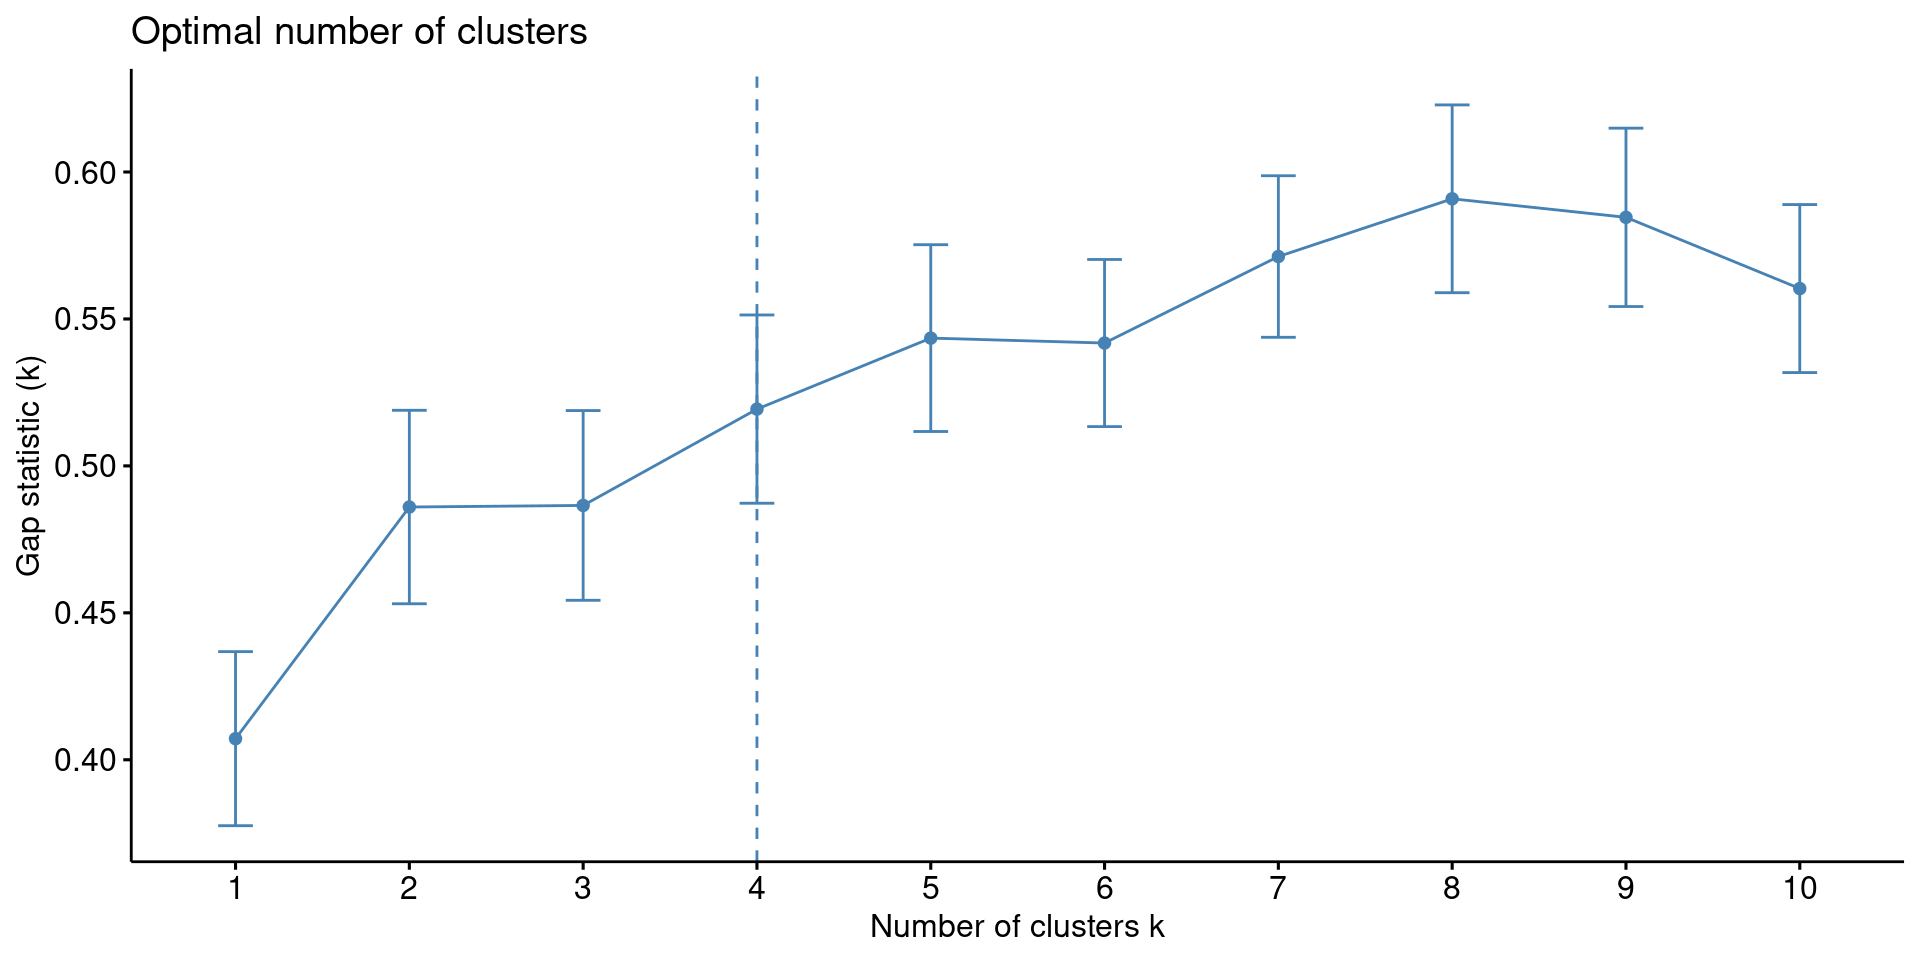 Optimal number of clusters
Gap statistic (k)
0.60
0.55
0.50
0.45
0.40
1 2 3 4 5 6 7 8 9 10
Number of clusters k